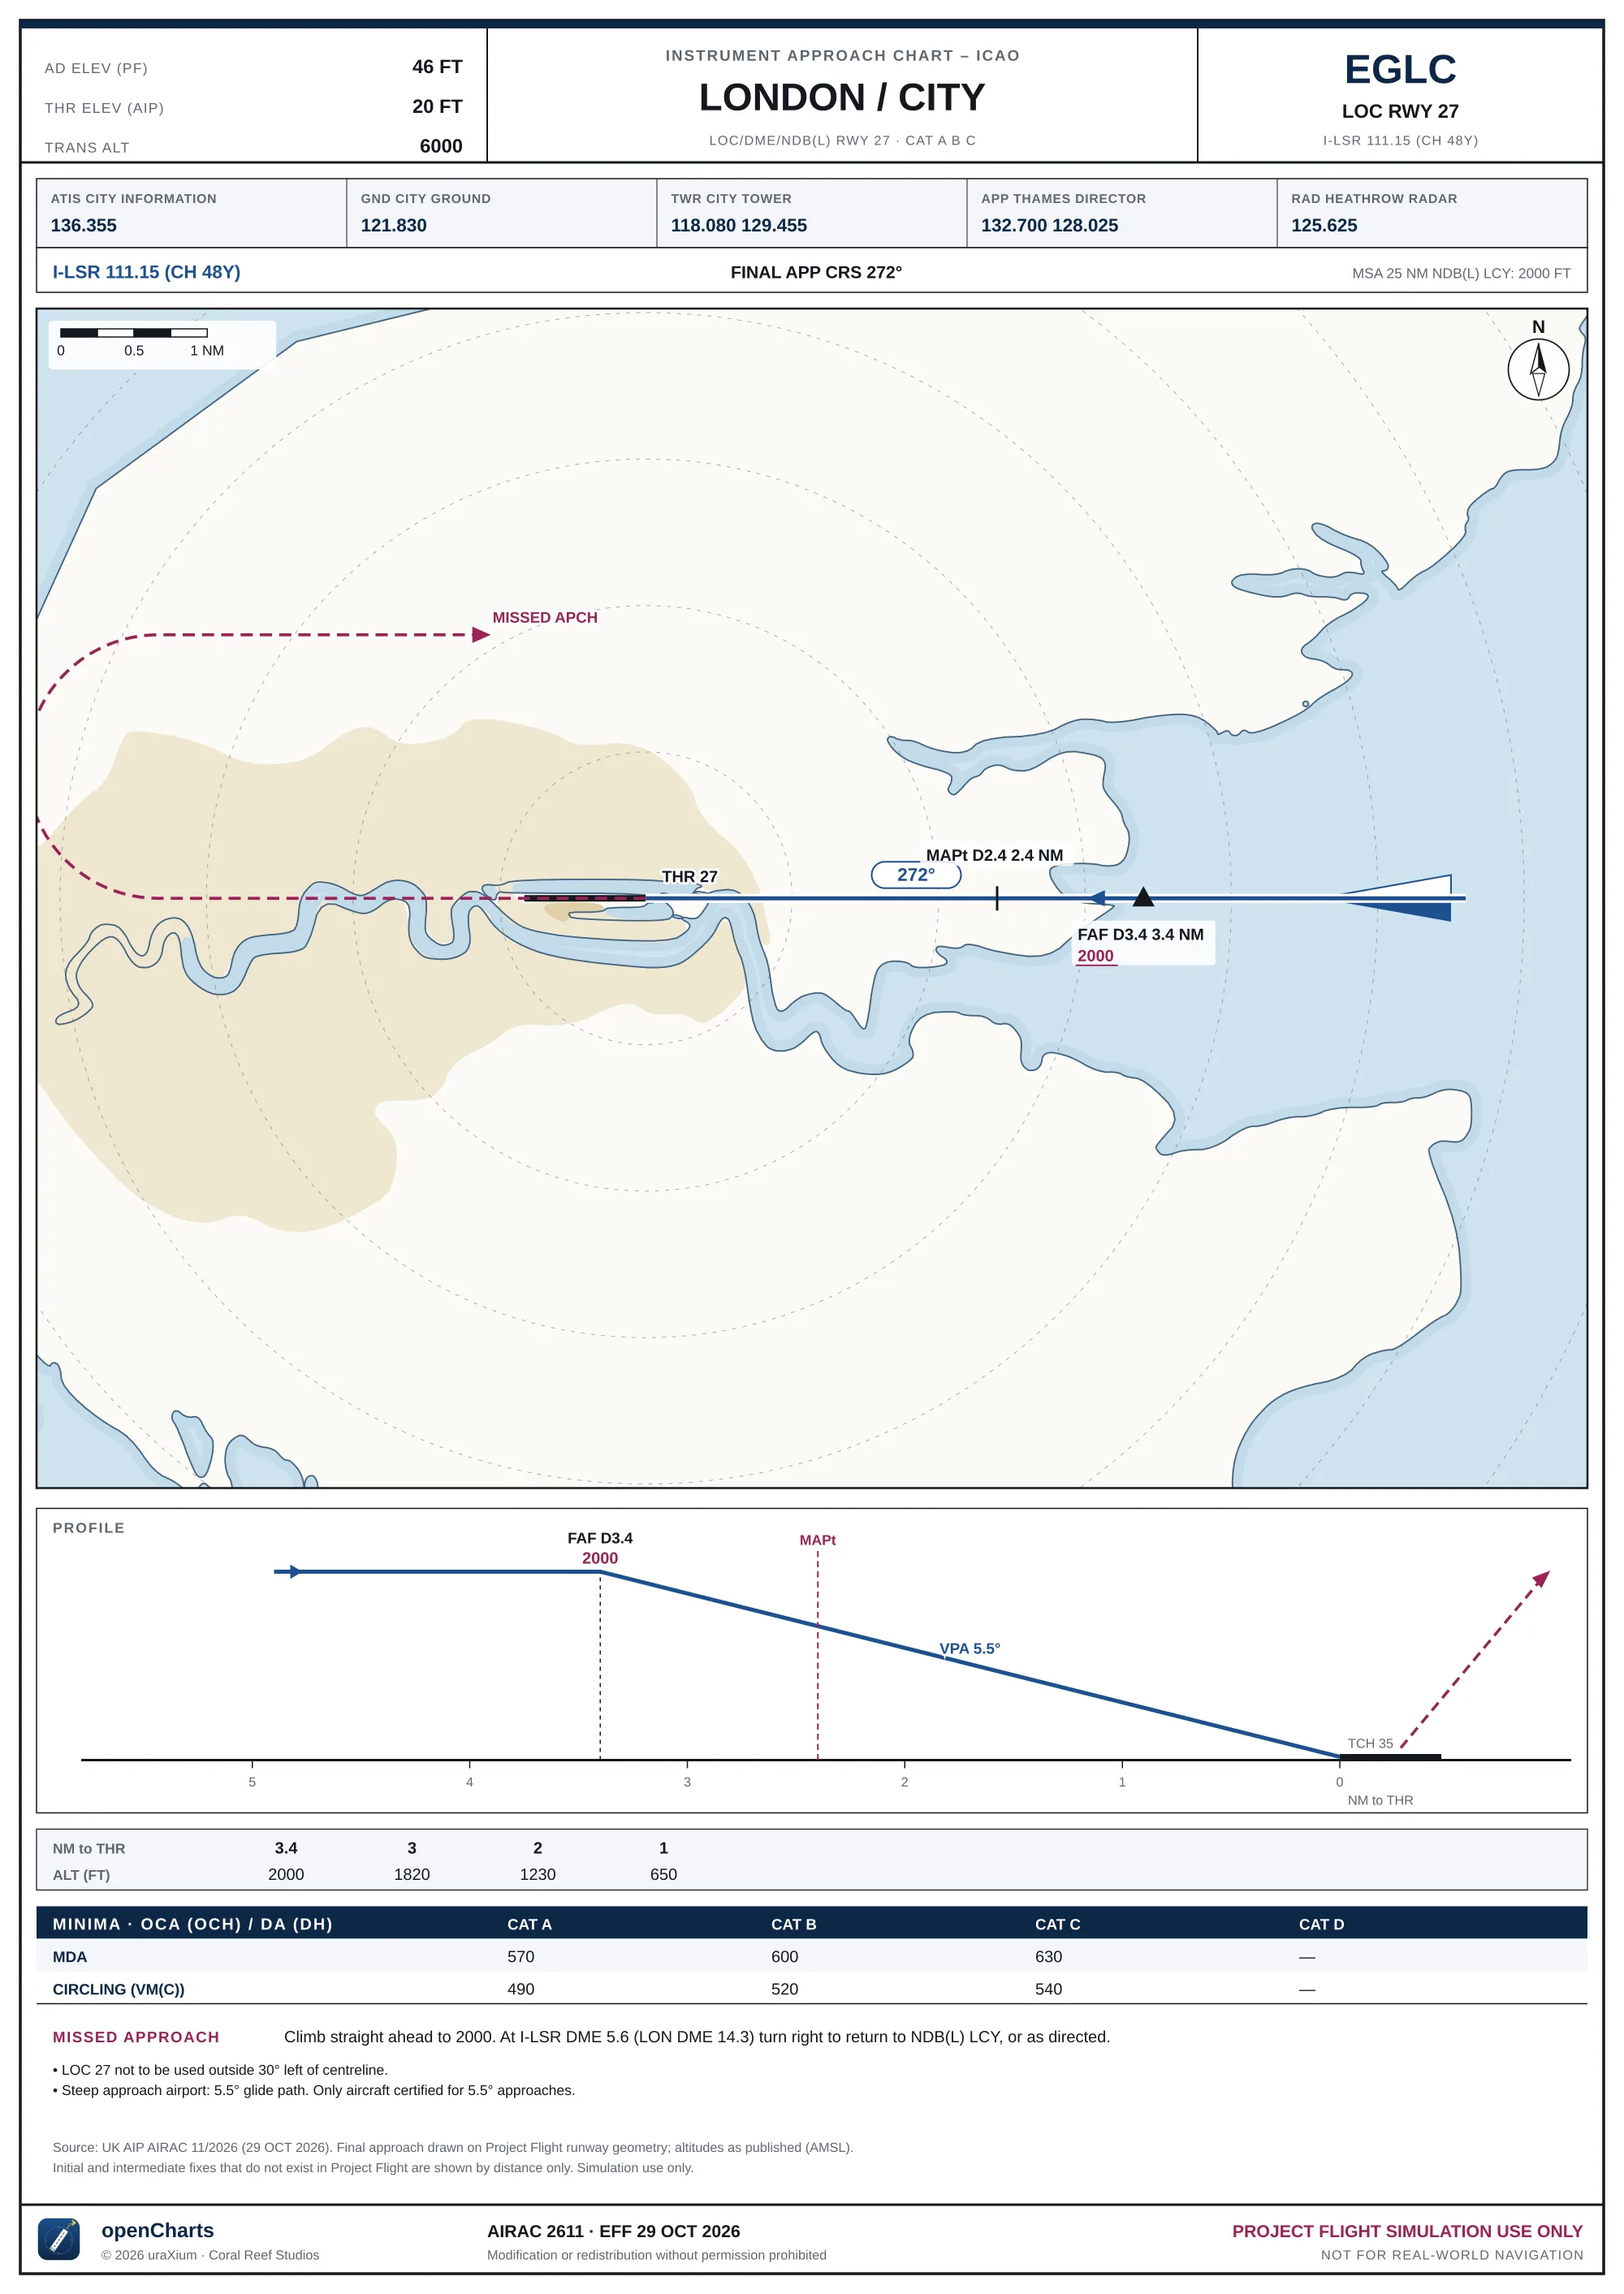 AD ELEV (PF) 46 FT
THR ELEV (AIP) 20 FT
TRANS ALT 6000
INSTRUMENT APPROACH CHART – ICAO
LONDON / CITY
LOC/DME/NDB(L) RWY 27 · CAT A B C
EGLC
LOC RWY 27
I-LSR 111.15 (CH 48Y)
ATIS CITY INFORMATION
136.355
GND CITY GROUND
121.830
TWR CITY TOWER
118.080 129.455
APP THAMES DIRECTOR
132.700 128.025
RAD HEATHROW RADAR
125.625
I-LSR 111.15 (CH 48Y) FINAL APP CRS 272° MSA 25 NM NDB(L) LCY: 2000 FT
0 0.5 1 NM
N
MISSED APCH
MAPt D2.4 2.4 NM
THR 27
272°
FAF D3.4 3.4 NM
2000
PROFILE
FAF D3.4
2000
MAPt
VPA 5.5°
TCH 35
5 4 3 2 1 0
NM to THR
NM to THR 3.4 3 2 1
ALT (FT) 2000 1820 1230 650
MINIMA · OCA (OCH) / DA (DH) CAT A CAT B CAT C CAT D
MDA 570 600 630 —
CIRCLING (VM(C)) 490 520 540 —
MISSED APPROACH Climb straight ahead to 2000. At I-LSR DME 5.6 (LON DME 14.3) turn right to return to NDB(L) LCY, or as directed.
• LOC 27 not to be used outside 30° left of centreline.
• Steep approach airport: 5.5° glide path. Only aircraft certified for 5.5° approaches.
Source: UK AIP AIRAC 11/2026 (29 OCT 2026). Final approach drawn on Project Flight runway geometry; altitudes as published (AMSL).
Initial and intermediate fixes that do not exist in Project Flight are shown by distance only. Simulation use only.
openCharts
© 2026 uraXium · Coral Reef Studios
AIRAC 2611 · EFF 29 OCT 2026
Modification or redistribution without permission prohibited
PROJECT FLIGHT SIMULATION USE ONLY
NOT FOR REAL-WORLD NAVIGATION